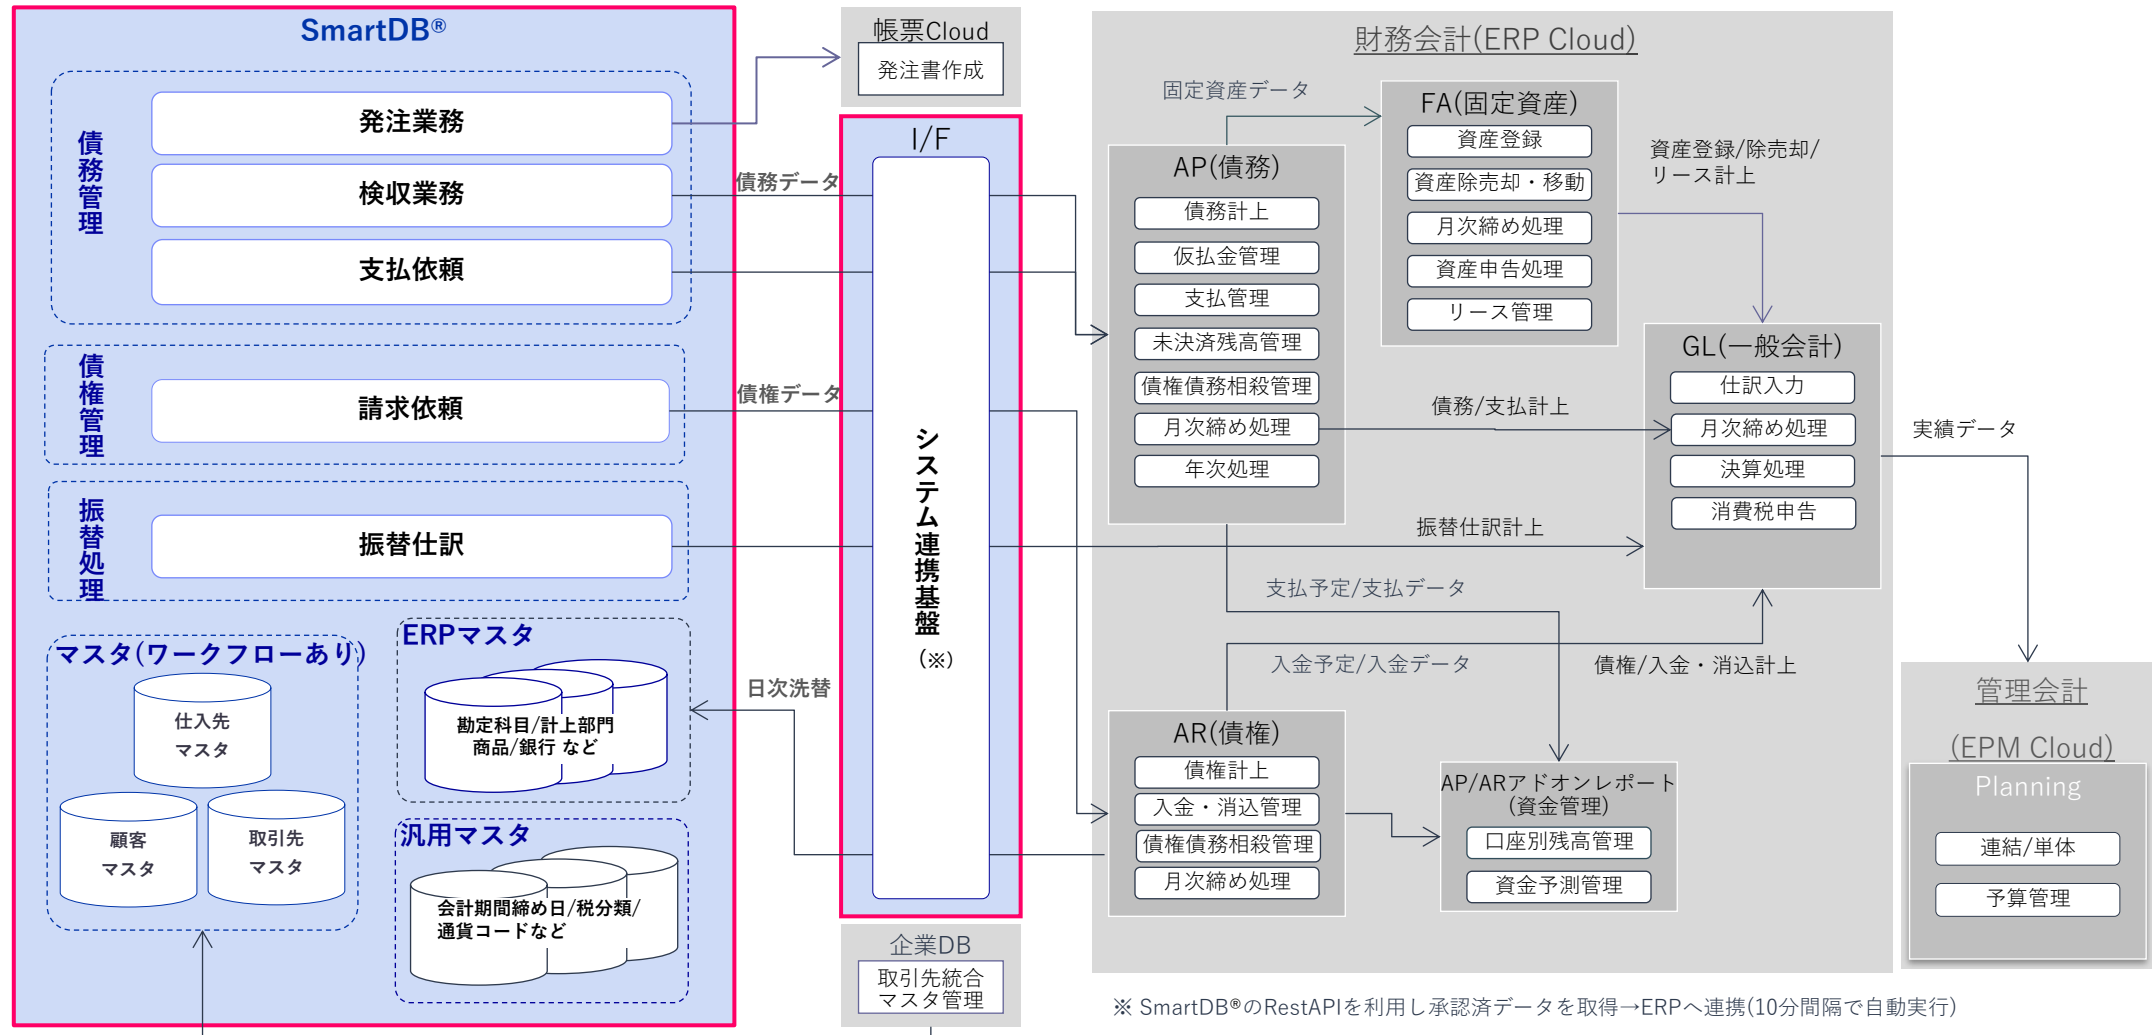 SmartDB®
債務管理
発注業務
検収業務
支払依頼
債権管理
請求依頼
振替処理
振替仕訳
マスタ(ワークフローあり)
仕入先
マスタ
顧客
マスタ
取引先
マスタ
ERPマスタ
勘定科目/計上部門
商品/銀行 など
汎用マスタ
会計期間締め日/税分類/
通貨コードなど
債務データ
債権データ
日次洗替
帳票Cloud
発注書作成
I/F
システム連携基盤
(※)
企業DB
取引先統合
マスタ管理
財務会計(ERP Cloud)
固定資産データ
AP(債務)
債務計上
仮払金管理
支払管理
未決済残高管理
債権債務相殺管理
月次締め処理
年次処理
FA(固定資産)
資産登録
資産除売却・移動
月次締め処理
資産申告処理
リース管理
資産登録/除売却/
リース計上
GL(一般会計)
仕訳入力
月次締め処理
決算処理
消費税申告
債務/支払計上
振替仕訳計上
支払予定/支払データ
入金予定/入金データ
債権/入金・消込計上
AR(債権)
債権計上
入金・消込管理
債権債務相殺管理
月次締め処理
AP/ARアドオンレポート
(資金管理)
口座別残高管理
資金予測管理
実績データ
管理会計
(EPM Cloud)
Planning
連結/単体
予算管理
※ SmartDB®のRestAPIを利用し承認済データを取得→ERPへ連携(10分間隔で自動実行)